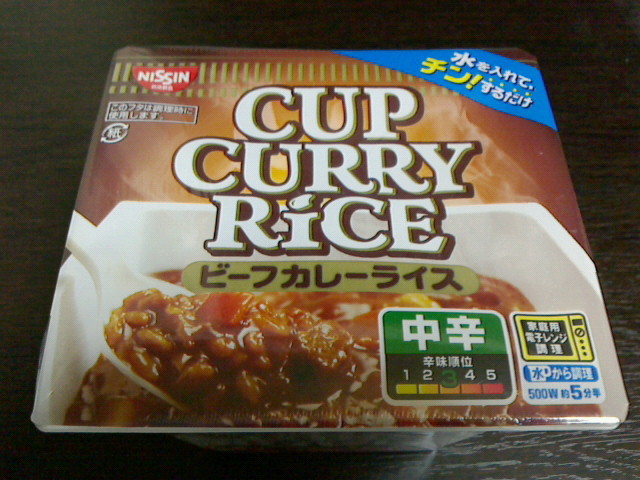 NISSIN
このフタは調理時に
使用します。
紙
水を入れて、
チン!するだけ
CUP
CURRY
RiCE
ビーフカレーライス
中辛
辛味順位
1 2 3 4 5
家庭用
電子レンジ
調理
水から調理
500W 約5分半